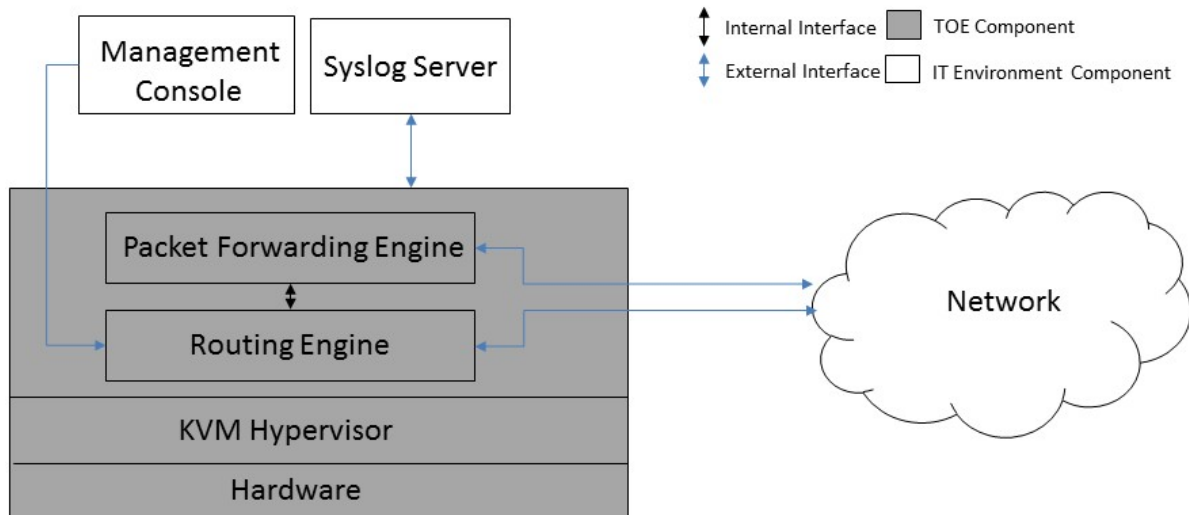 Management
Console
Syslog Server
Internal Interface
TOE Component
External Interface
IT Environment Component
Packet Forwarding Engine
Routing Engine
Network
KVM Hypervisor
Hardware